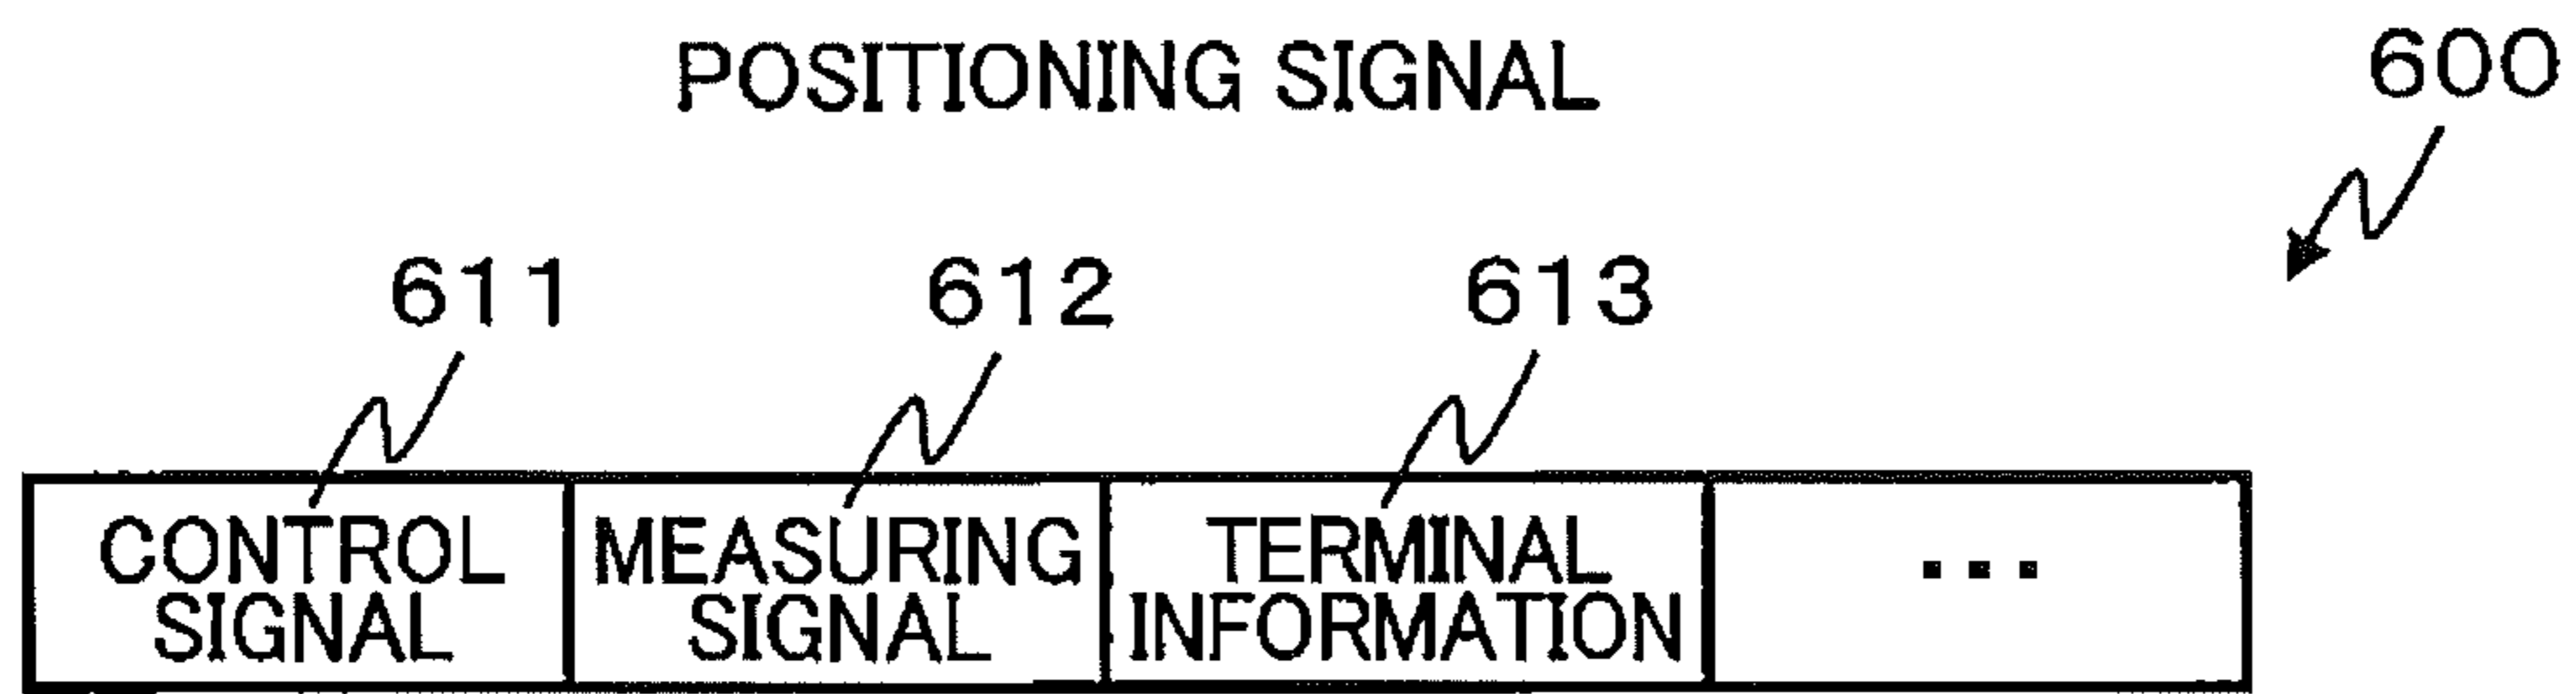 POSITIONING SIGNAL
600
611
612
613
CONTROL
SIGNAL
MEASURING
SIGNAL
TERMINAL
INFORMATION
...